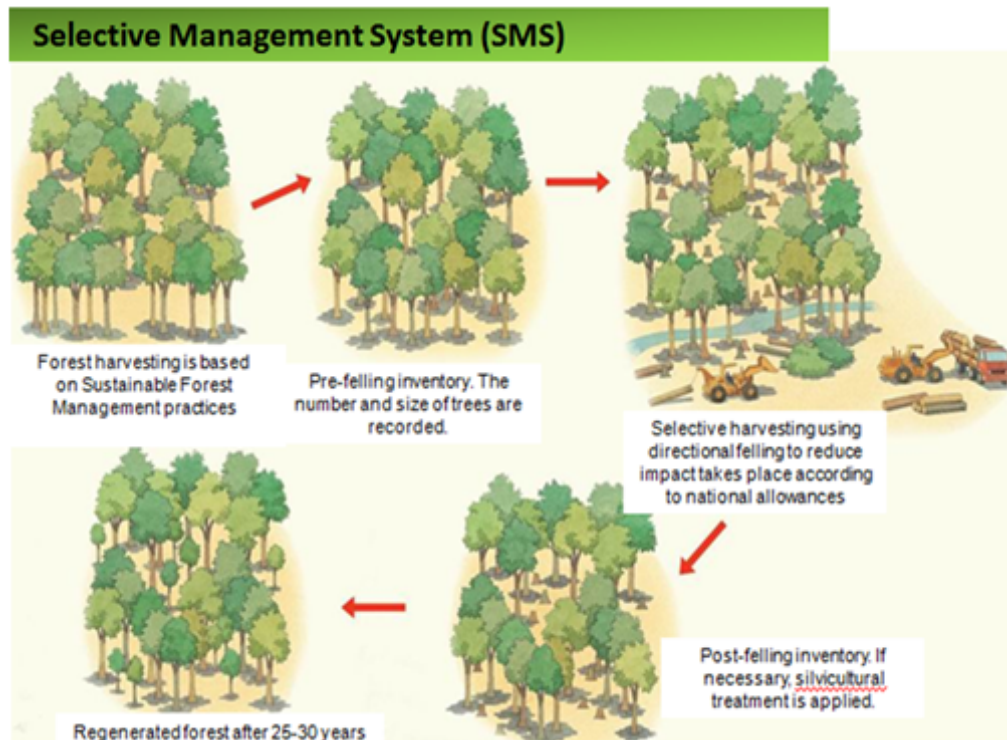 Selective Management System (SMS)
Forest harvesting is based
on Sustainable Forest
Management practices
Pre-felling inventory. The
number and size of trees are
recorded.
Selective harvesting using
directional felling to reduce
impact takes place according
to national allowances
Post-felling inventory. If
necessary, silvicultural
treatment is applied.
Regenerated forest after 25-30 years